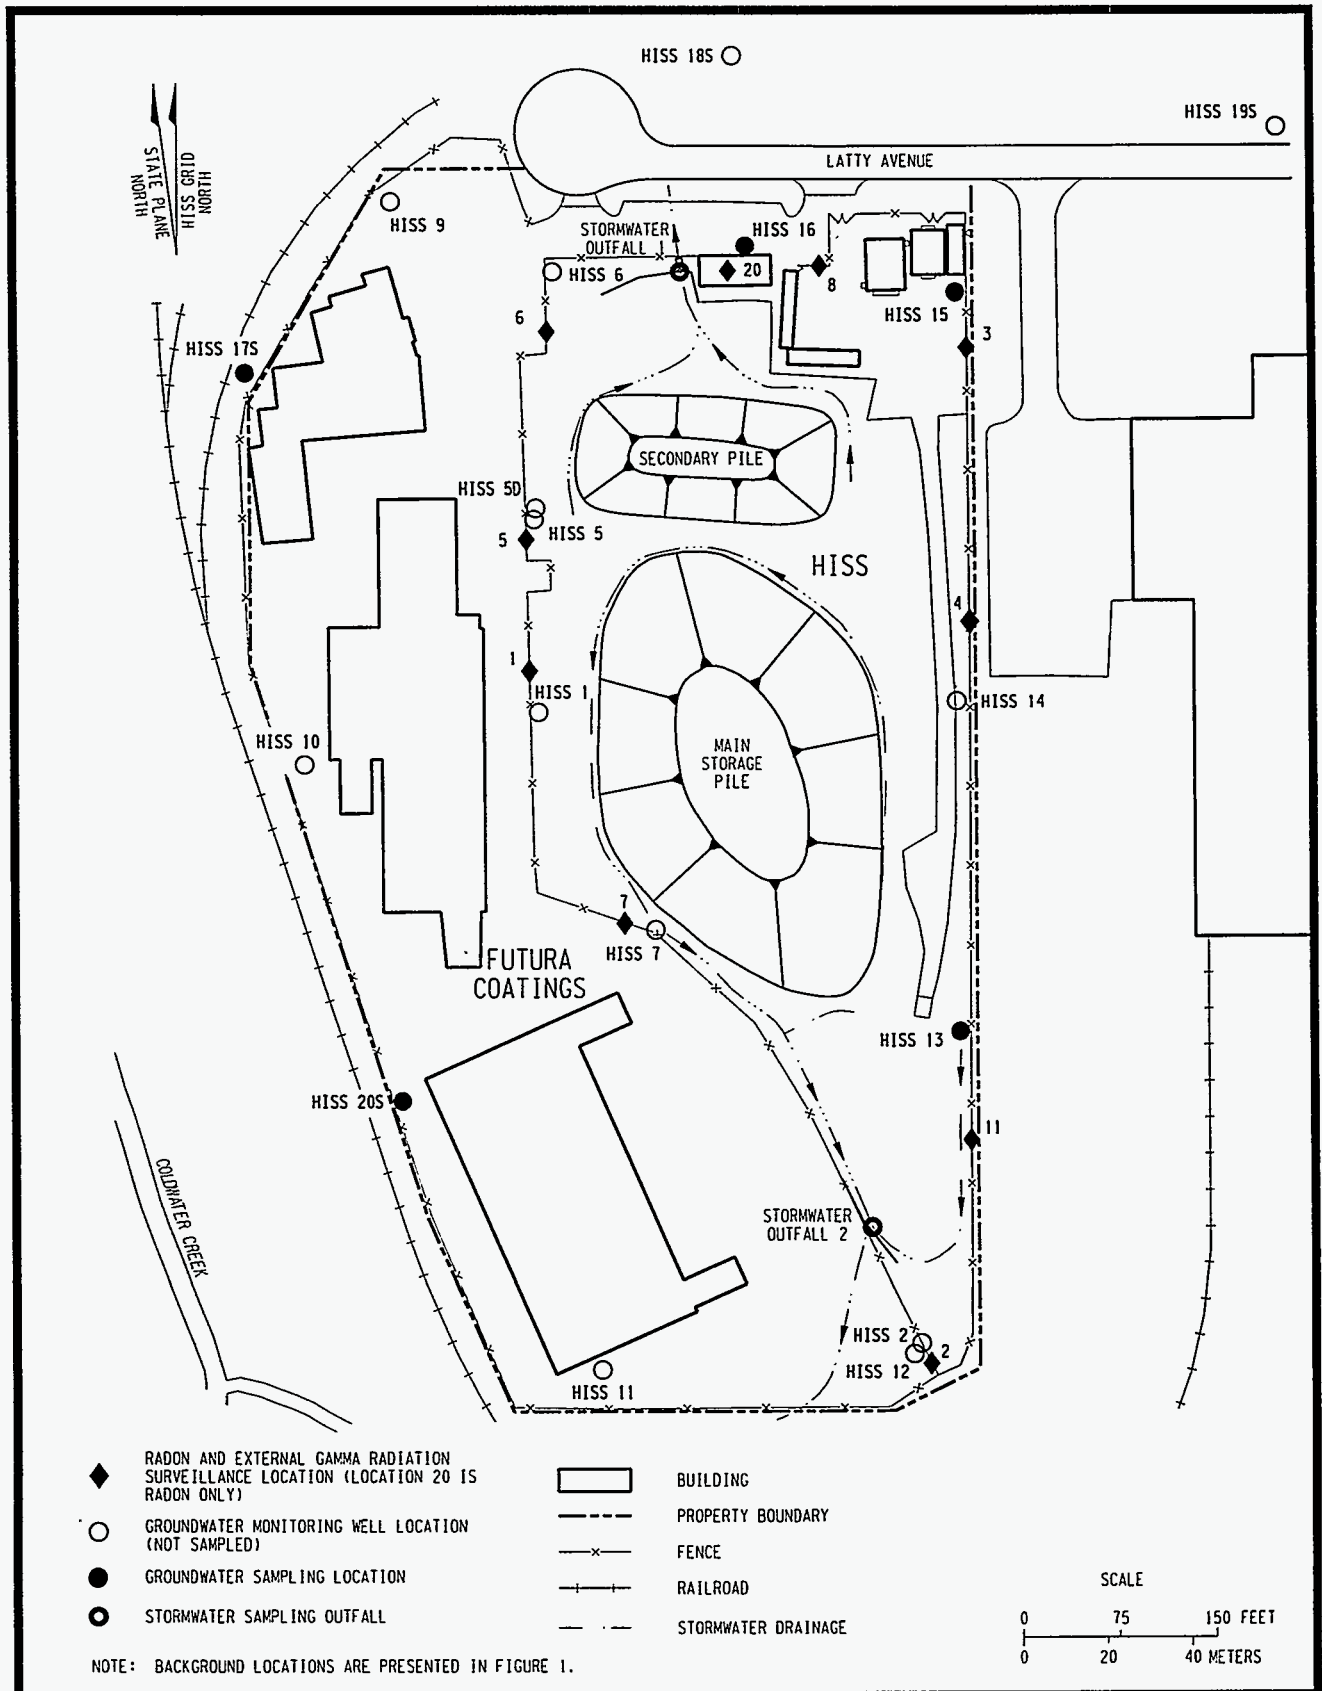 HISS 18S
HISS 19S
LATTY AVENUE
STATE PLANE
NORTH
HISS GRID
NORTH
HISS 9
STORMWATER
OUTFALL 1
HISS 16
HISS 6
20
8
6
HISS 15
3
HISS 17S
SECONDARY PILE
HISS 5D
HISS 5
5
HISS
4
1
HISS 1
HISS 14
HISS 10
MAIN
STORAGE
PILE
7
HISS 7
FUTURA
COATINGS
HISS 13
HISS 20S
11
COLDWATER CREEK
STORMWATER
OUTFALL 2
HISS 2
2
HISS 12
HISS 11
RADON AND EXTERNAL GAMMA RADIATION
SURVEILLANCE LOCATION (LOCATION 20 IS
RADON ONLY)
GROUNDWATER MONITORING WELL LOCATION
(NOT SAMPLED)
GROUNDWATER SAMPLING LOCATION
STORMWATER SAMPLING OUTFALL
BUILDING
PROPERTY BOUNDARY
FENCE
RAILROAD
STORMWATER DRAINAGE
SCALE
0 75 150 FEET
0 20 40 METERS
NOTE: BACKGROUND LOCATIONS ARE PRESENTED IN FIGURE 1.